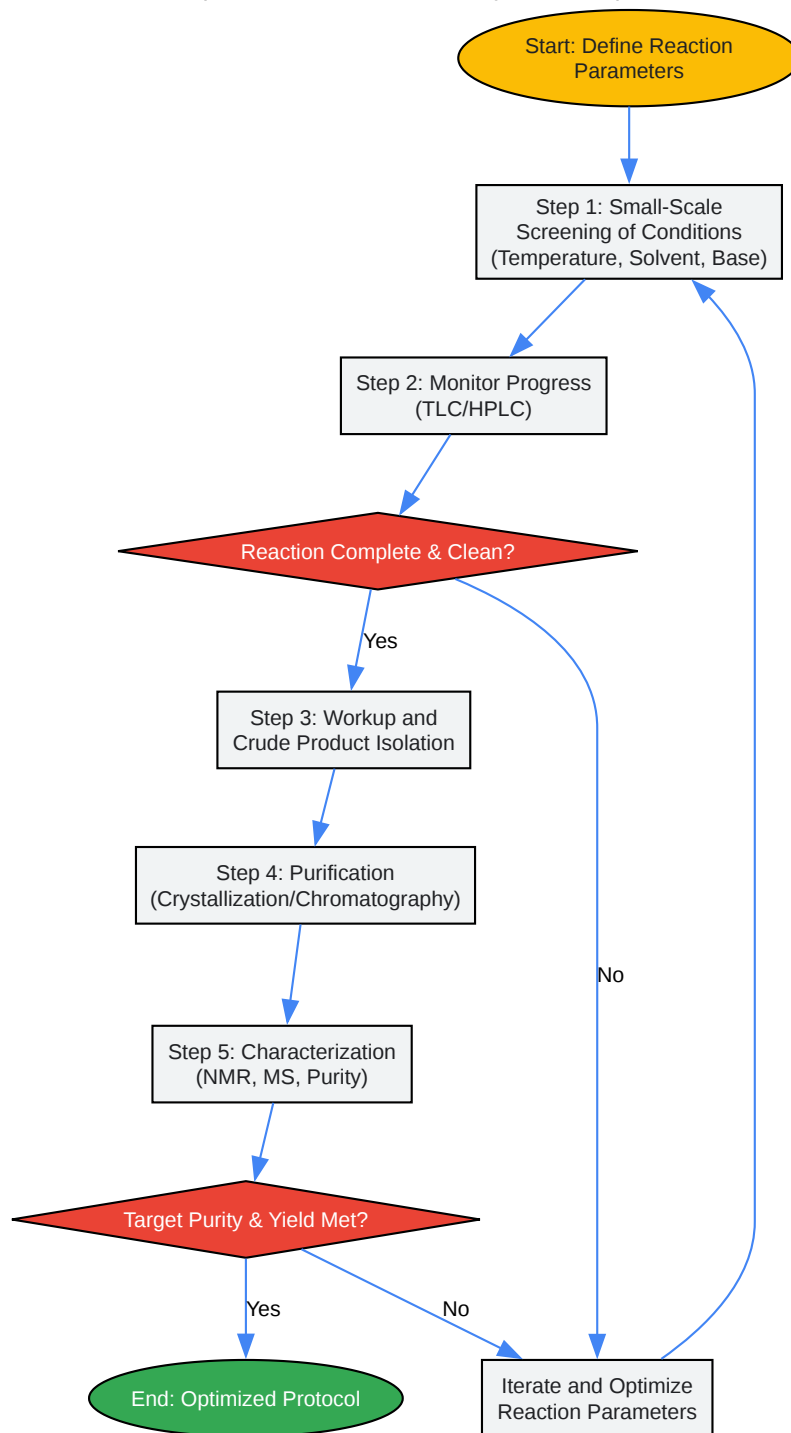 Start: Define Reaction
Parameters
Step 1: Small-Scale
Screening of Conditions
(Temperature, Solvent, Base)
Step 2: Monitor Progress
(TLC/HPLC)
Reaction Complete & Clean?
Yes
Step 3: Workup and
Crude Product Isolation
Step 4: Purification
(Crystallization/Chromatography)
No
Step 5: Characterization
(NMR, MS, Purity)
Target Purity & Yield Met?
Yes
No
End: Optimized Protocol
Iterate and Optimize
Reaction Parameters